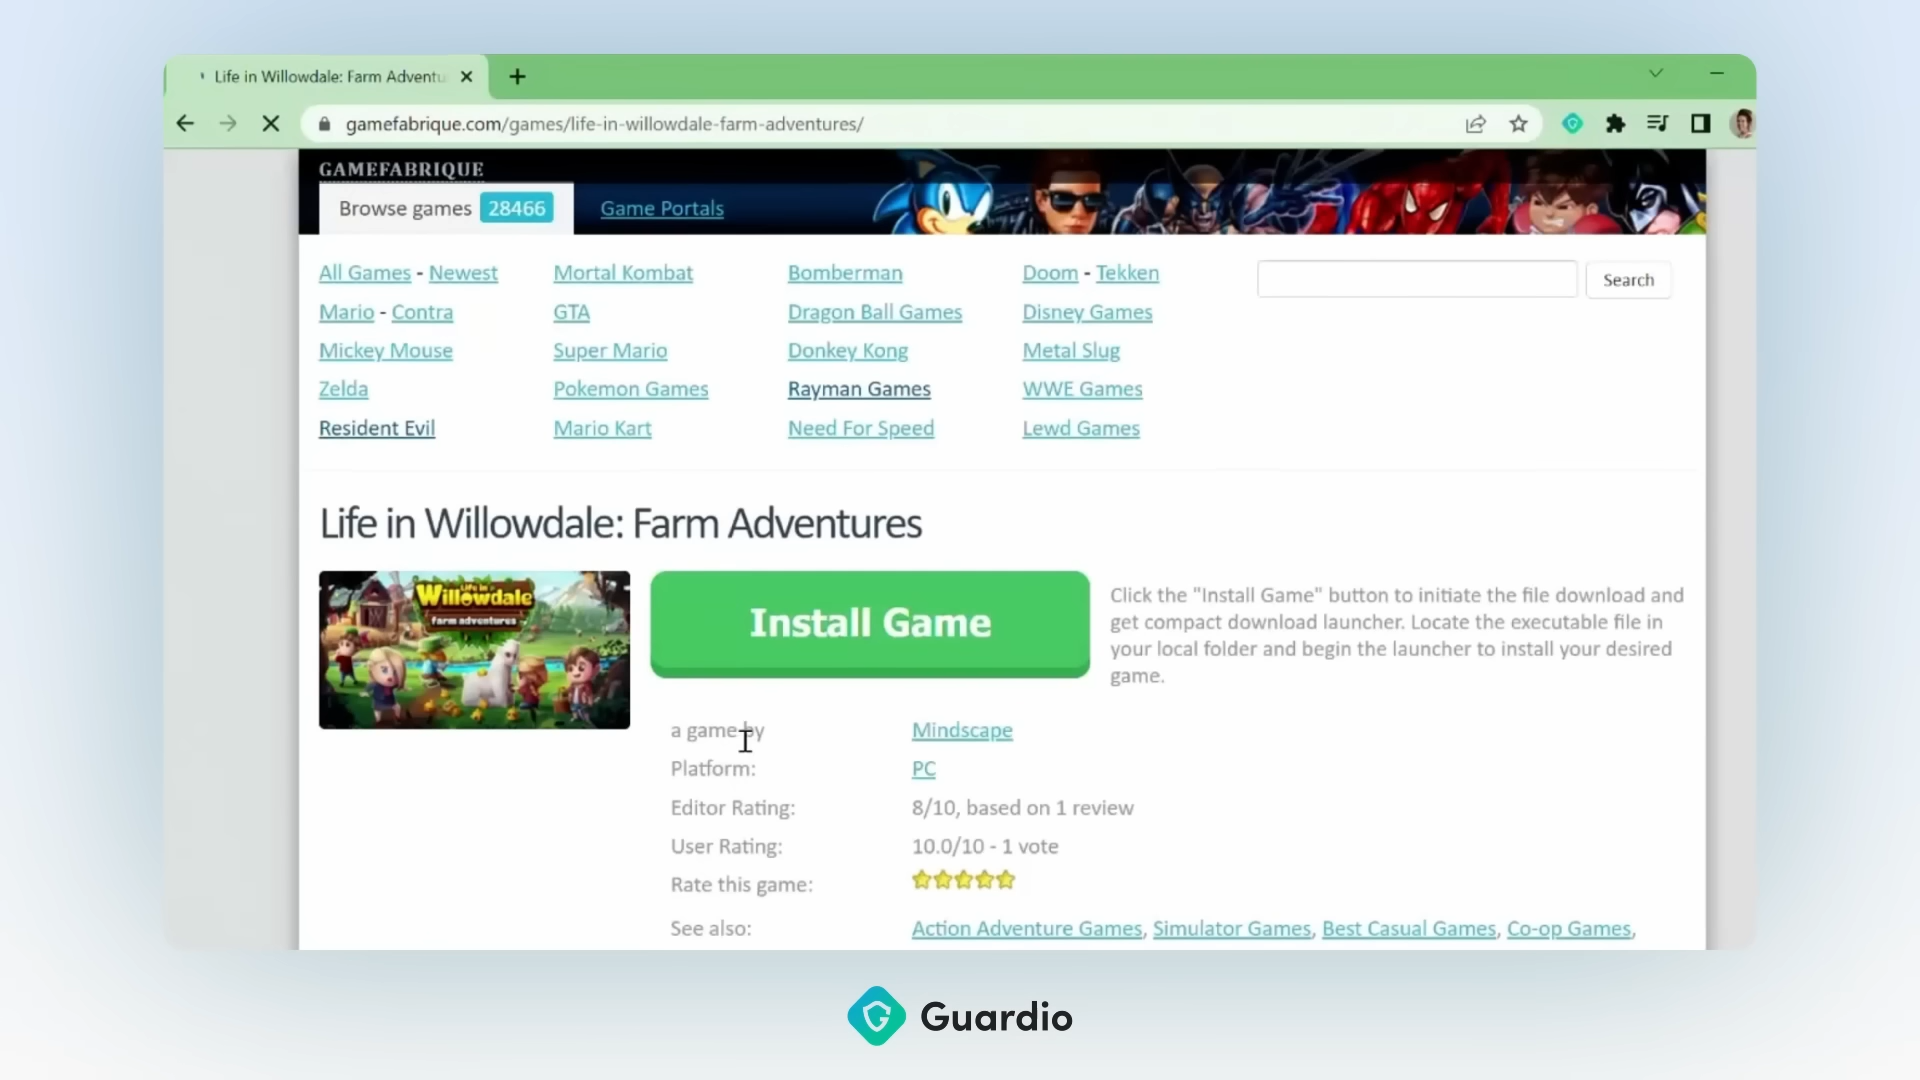 Life in Willowdale: Farm Adventu
gamefabrique.com/games/life-in-willowdale-farm-adventures/
GAMEFABRIQUE
Browse games 28466 Game Portals
All Games - Newest Mortal Kombat Bomberman Doom - Tekken Search
Mario - Contra GTA Dragon Ball Games Disney Games
Mickey Mouse Super Mario Donkey Kong Metal Slug
Zelda Pokemon Games Rayman Games WWE Games
Resident Evil Mario Kart Need For Speed Lewd Games
Life in Willowdale: Farm Adventures
Life in
Willowdale
farm adventures
Install Game
Click the "Install Game" button to initiate the file download and
get compact download launcher. Locate the executable file in
your local folder and begin the launcher to install your desired
game.
a game by Mindscape
Platform: PC
Editor Rating: 8/10, based on 1 review
User Rating: 10.0/10 - 1 vote
Rate this game:
See also: Action Adventure Games, Simulator Games, Best Casual Games, Co-op Games,
Guardio